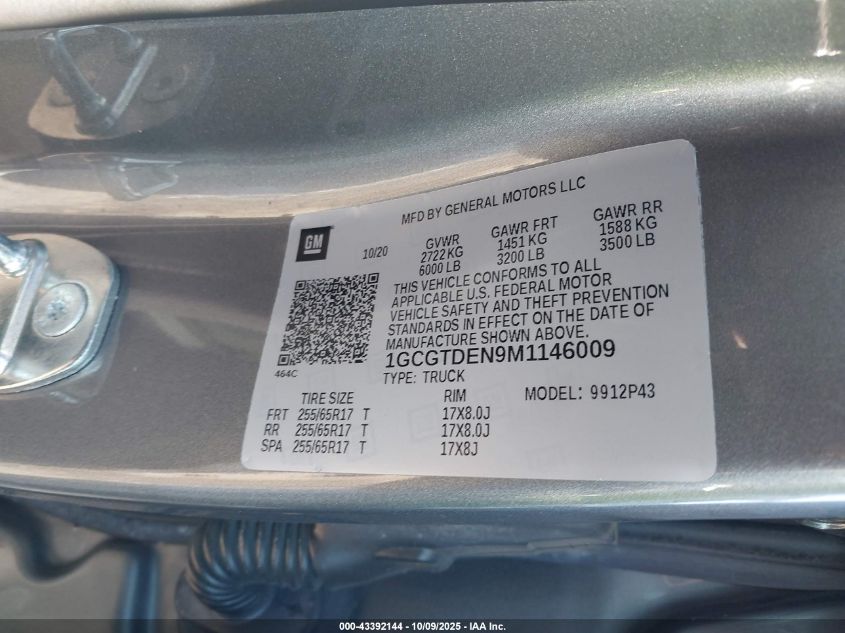 MFD BY GENERAL MOTORS LLC
GM
10/20
GVWR GAWR FRT GAWR RR
2722 KG 1451 KG 1588 KG
6000 LB 3200 LB 3500 LB
THIS VEHICLE CONFORMS TO ALL
APPLICABLE U.S. FEDERAL MOTOR
VEHICLE SAFETY AND THEFT PREVENTION
STANDARDS IN EFFECT ON THE DATE OF
MANUFACTURE SHOWN ABOVE.
464C
1GCGTDEN9M1146009
TYPE: TRUCK
MODEL: 9912P43
TIRE SIZE RIM
FRT 255/65R17 T 17X8.0J
RR 255/65R17 T 17X8.0J
SPA 255/65R17 T 17X8J
000-43392144 - 10/09/2025 - IAA Inc.